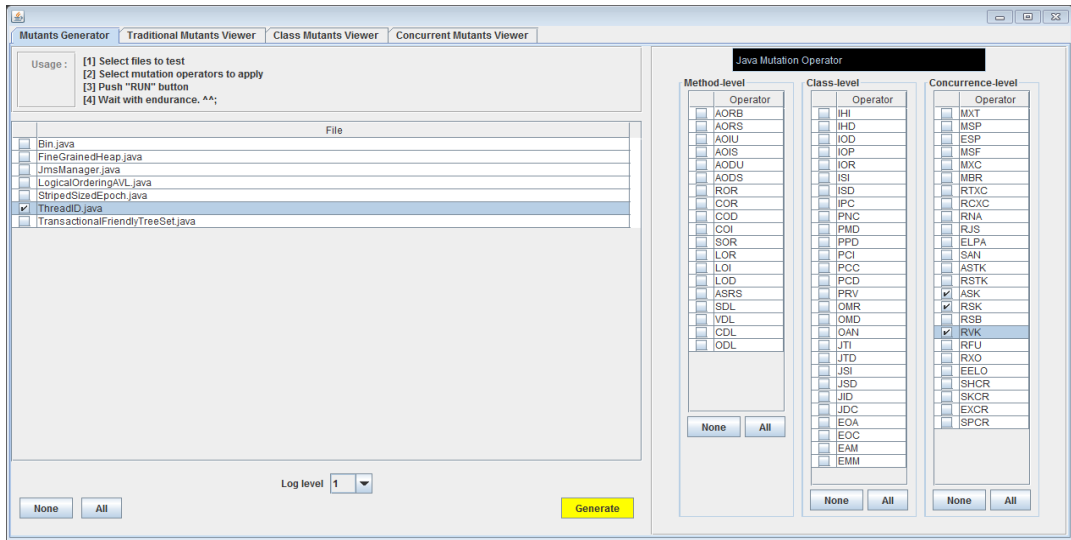 Mutants Generator Traditional Mutants Viewer Class Mutants Viewer Concurrent Mutants Viewer
Usage :
[1] Select files to test
[2] Select mutation operators to apply
[3] Push "RUN" button
[4] Wait with endurance. ^^;
File
Bin.java
FineGrainedHeap.java
JmsManager.java
LogicalOrderingAVL.java
StripedSizedEpoch.java
ThreadID.java
TransactionalFriendlyTreeSet.java
Log level 1
None All
Generate
Java Mutation Operator
Method-level
Operator
AORB
AORS
AOIU
AOIS
AODU
AODS
ROR
COR
COD
COI
SOR
LOR
LOI
LOD
ASRS
SDL
VDL
CDL
ODL
None All
Class-level
Operator
IHI
IHD
IOD
IOP
IOR
ISI
ISD
IPC
PNC
PMD
PPD
PCI
PCC
PCD
PRV
OMR
OMD
OAN
JTI
JTD
JSI
JSD
JID
JDC
EOA
EOC
EAM
EMM
None All
Concurrence-level
Operator
MXT
MSP
ESP
MSF
MXC
MBR
RTXC
RCXC
RNA
RJS
ELPA
SAN
ASTK
RSTK
ASK
RSK
RSB
RVK
RFU
RXO
EELO
SHCR
SKCR
EXCR
SPCR
None All